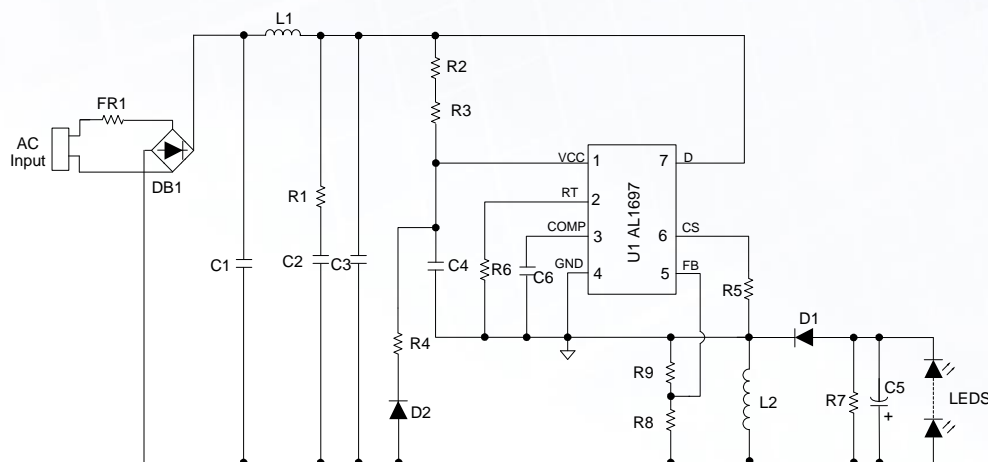 L1
R2
FR1
R3
AC
Input
VCC
1
7
D
DB1
RT
2
R1
U1 AL1697
COMP
3
6
CS
C1
C2
C3
C4
R6
GND
C6
4
5
FB
R5
D1
R4
R9
L2
R7
C5
LEDS
D2
R8
+